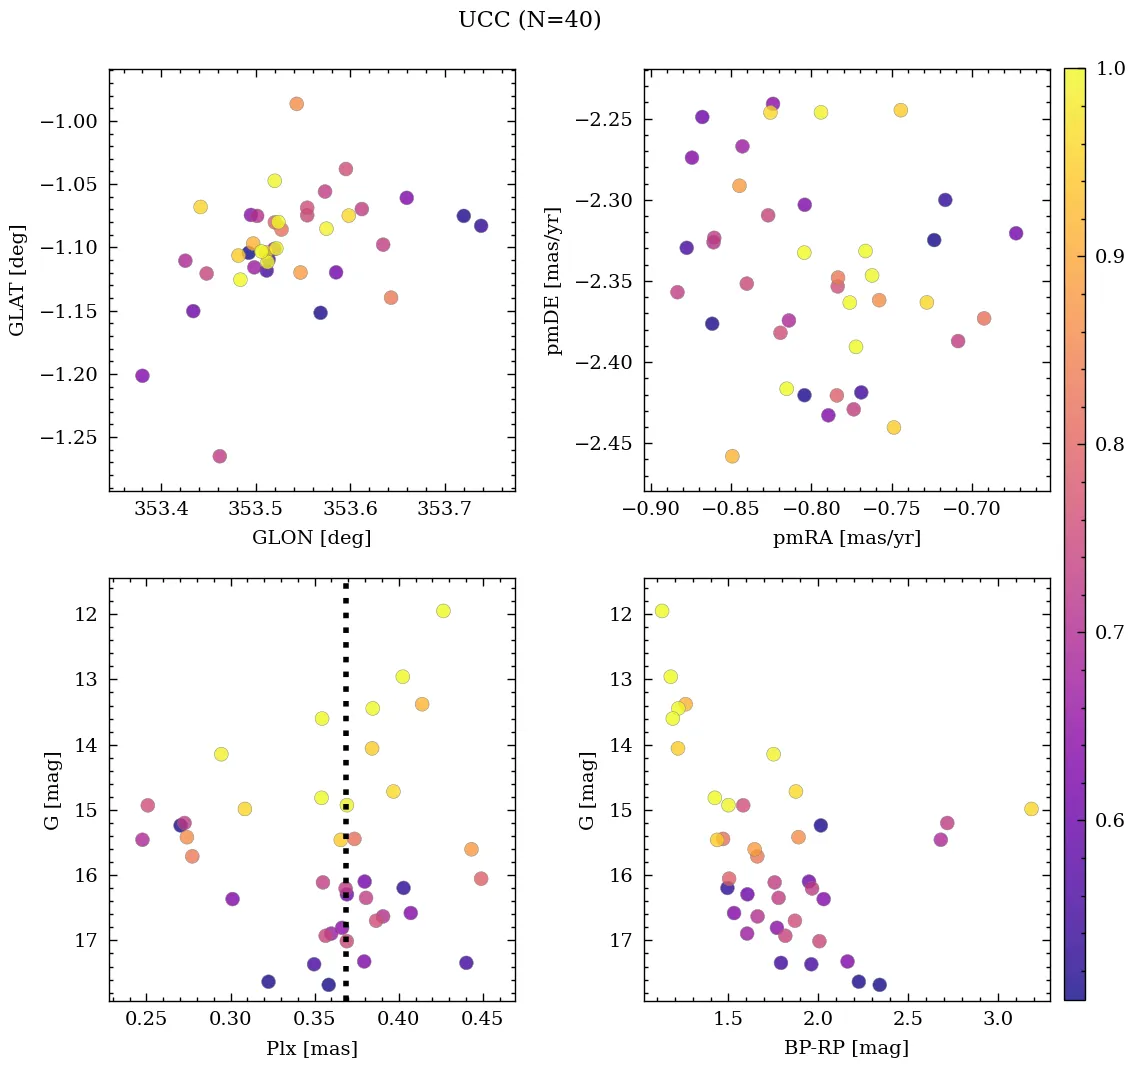 UCC (N=40)
−1.00
−1.05
−1.10
−1.15
−1.20
−1.25
GLAT [deg]
353.4 353.5 353.6 353.7
GLON [deg]
−2.25
−2.30
−2.35
−2.40
−2.45
pmDE [mas/yr]
−0.90 −0.85 −0.80 −0.75 −0.70
pmRA [mas/yr]
12
13
14
15
16
17
G [mag]
0.25 0.30 0.35 0.40 0.45
Plx [mas]
12
13
14
15
16
17
G [mag]
1.5 2.0 2.5 3.0
BP-RP [mag]
1.0
0.9
0.8
0.7
0.6